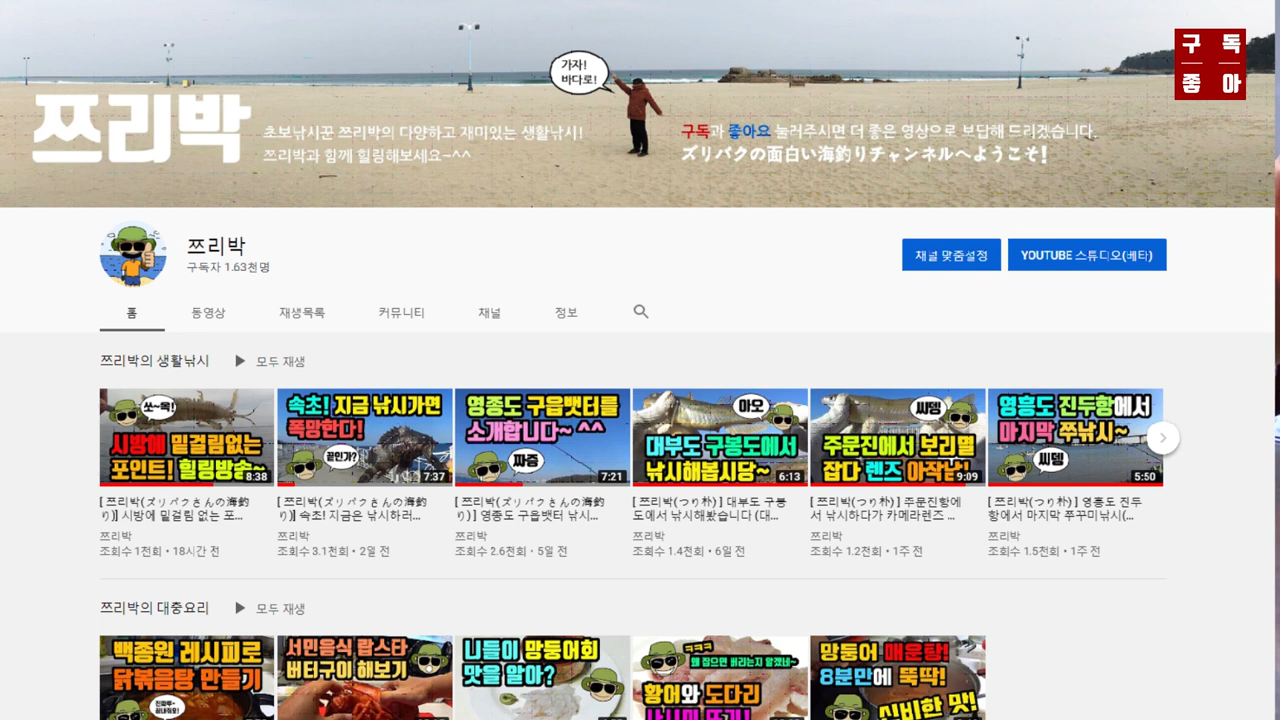 가자!
바다로!
구 독
좋 아
쯔리박
초보낚시꾼 쯔리박의 다양하고 재미있는 생활낚시!
쯔리박과 함께 힐링해보세요~^^
구독과 좋아요 눌러주시면 더 좋은 영상으로 보답해 드리겠습니다.
ズリパクの面白い海釣りチャンネルへようこそ!
쯔리박
구독자 1.63천명
채널 맞춤설정
YOUTUBE 스튜디오(베타)
홈 동영상 재생목록 커뮤니티 채널 정보
쯔리박의 생활낚시 ▶ 모두 재생
쏘~옥!
시방에 밑걸림없는
포인트! 힐링방송~
8:38
속초! 지금 낚시가면
폭망한다!
끝인가?
7:37
영종도 구읍뱃터를
소개합니다~ ^^
짜증
7:21
마오
대부도 구봉도에서
낚시해봅시당~
6:13
씨뎅
주문진에서 보리멸
잡다 렌즈 아작남!
9:09
영흥도 진두항에서
마지막 쭈낚시~
씨뎅
5:50
[ 쯔리박(ズリパクさんの海釣
り)] 시방에 밑걸림 없는 포...
쯔리박
조회수 1천회 • 18시간 전
[ 쯔리박(ズリパクさんの海釣
り)] 속초! 지금은 낚시하러...
쯔리박
조회수 3.1천회 • 2일 전
[ 쯔리박(ズリパクさんの海釣
り) ] 영종도 구읍뱃터 낚시...
쯔리박
조회수 2.6천회 • 5일 전
[ 쯔리박(つり朴) ] 대부도 구봉
도에서 낚시해봤습니다 (대...
쯔리박
조회수 1.4천회 • 6일 전
[ 쯔리박(つり朴) ] 주문진항에
서 낚시하다가 카메라렌즈 ...
쯔리박
조회수 1.2천회 • 1주 전
[ 쯔리박(つり朴) ] 영흥도 진두
항에서 마지막 쭈꾸미낚시(...
쯔리박
조회수 1.5천회 • 1주 전
쯔리박의 대충요리 ▶ 모두 재생
백종원 레시피로
닭볶음탕 만들기
서민음식 랍스타
버터구이 해보기
니들이 망둥어회
맛을 알아?
ㅋㅋㅋ
왜 잡으면 버리는지 알겠네~
황어와 도다리
망둥어 매운탕!
8분만에 뚝딱!
신비한 맛!